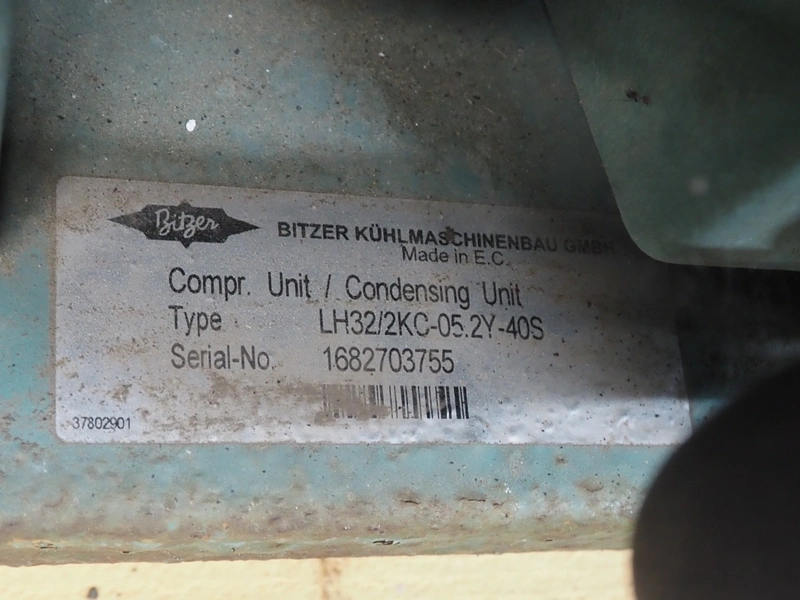 Bitzer
BITZER KÜHLMASCHINENBAU GMBH
Made in E.C.
Compr. Unit / Condensing Unit
Type LH32/2KC-05.2Y-40S
Serial-No. 1682703755
37802901